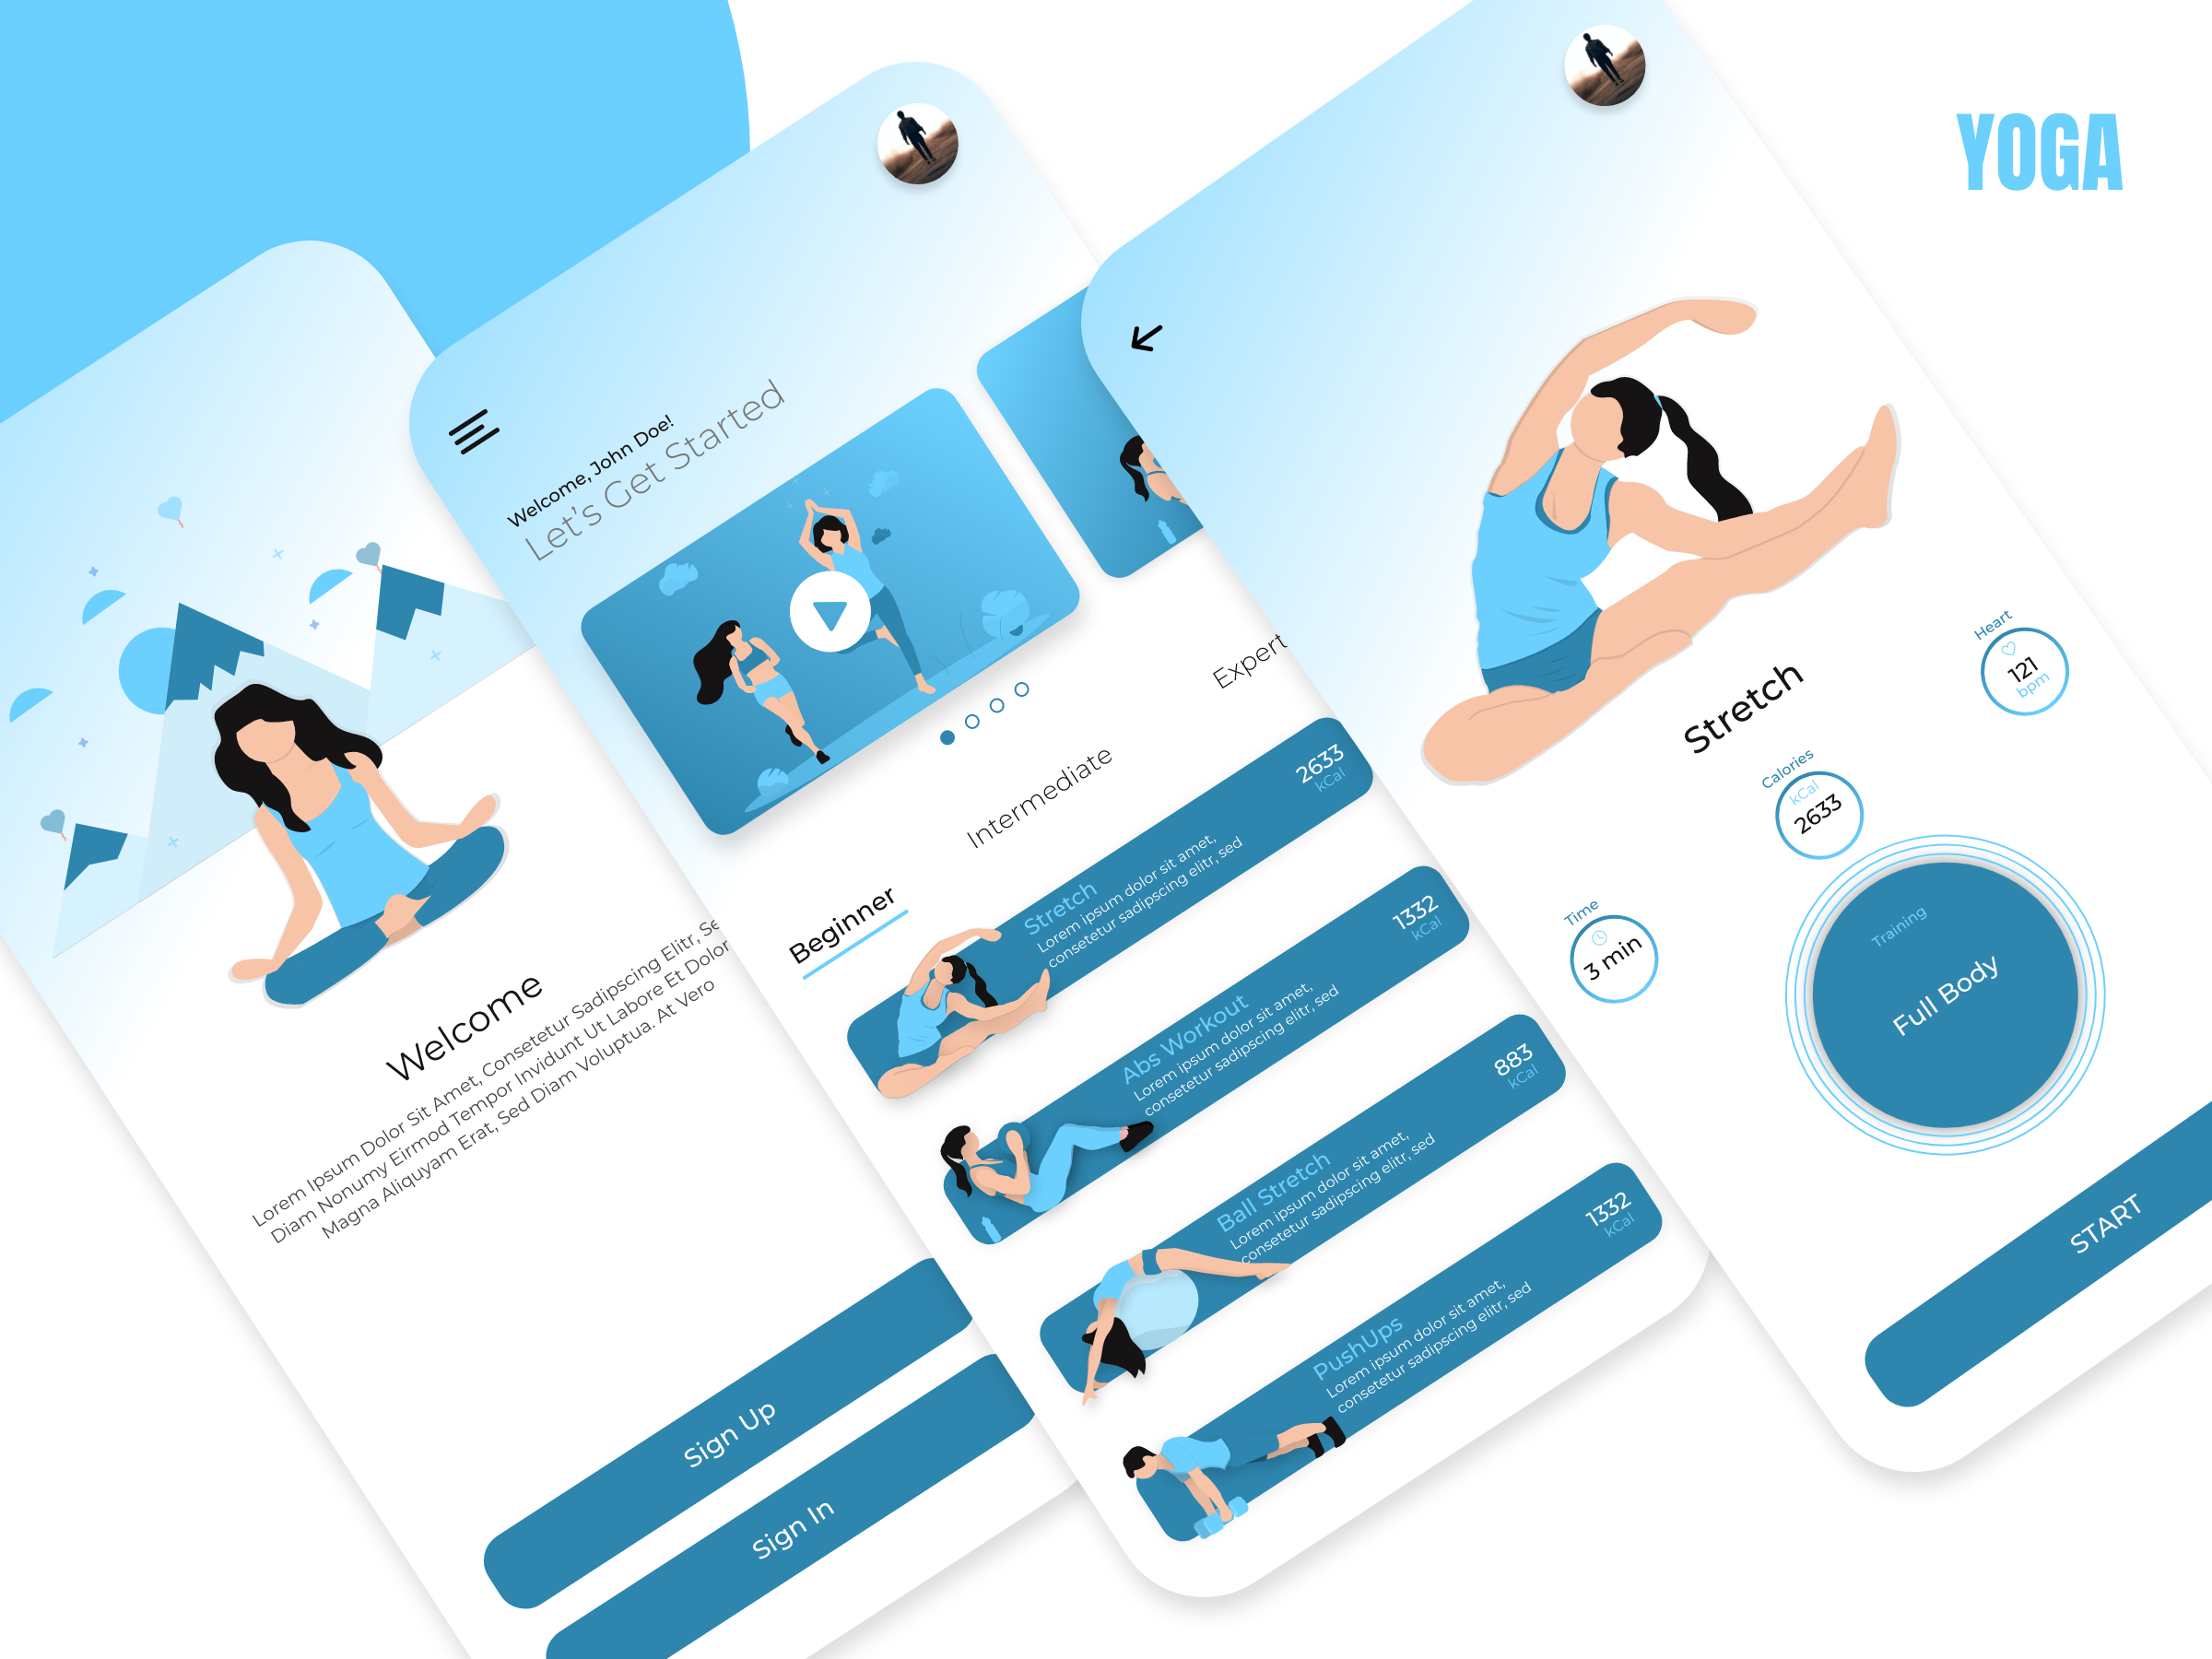 YOGA
Welcome
Lorem Ipsum Dolor Sit Amet, Consetetur Sadipscing Elitr, Se
Diam Nonumy Eirmod Tempor Invidunt Ut Labore Et Dolor
Magna Aliquyam Erat, Sed Diam Voluptua. At Vero
Sign Up
Sign In
Welcome, John Doe!
Let's Get Started
Beginner
Intermediate
Expert
Stretch
Lorem ipsum dolor sit amet,
consetetur sadipscing elitr, sed
2633
kCal
Abs Workout
Lorem ipsum dolor sit amet,
consetetur sadipscing elitr, sed
1332
kCal
Ball Stretch
Lorem ipsum dolor sit amet,
consetetur sadipscing elitr, sed
883
kCal
PushUps
Lorem ipsum dolor sit amet,
consetetur sadipscing elitr, sed
1332
kCal
Stretch
Time
3 min
Calories
kCal
2633
Heart
121
bpm
Training
Full Body
START